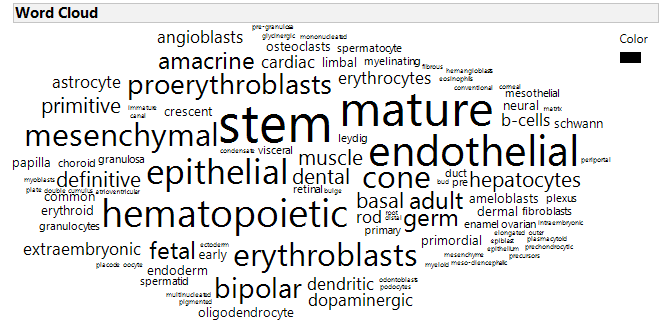 Word Cloud
pre-granulosa
angioblasts
glycinergic mononucleated
Color
osteoclasts spermatocyte
amacrine cardiac limbal myelinating
fibrous hemangioblasts
astrocyte proerythroblasts erythrocytes
eosinophils
conventional corneal
mesothelial
primitive
immature
canal
crescent
stem
mature
neural matrix
b-cells schwann
mesenchymal
leydig
condensate visceral
endothelial
periportal
papilla choroid granulosa
epithelial
muscle
duct
myoblasts definitive
dental
cone
bud pre hepatocytes
plate double cumulus atrioventricular
retinal bulge
common
basal adult
ameloblasts plexus
erythroid
hematopoietic
rod
root
distal
germ
dermal fibroblasts
granulocytes
primary
enamel ovarian intraembryonic
elongated outer
extraembryonic
fetal
ectoderm
early
erythroblasts
primordial
epiblast plasmacytoid
epithelium prechondrogenic
mesenchyme precursors
placode oocyte
endoderm
myeloid meso-diencephalic
spermatid
bipolar
dendritic
odontoblasts
podocytes
multinucleated
pigmented
dopaminergic
oligodendrocyte